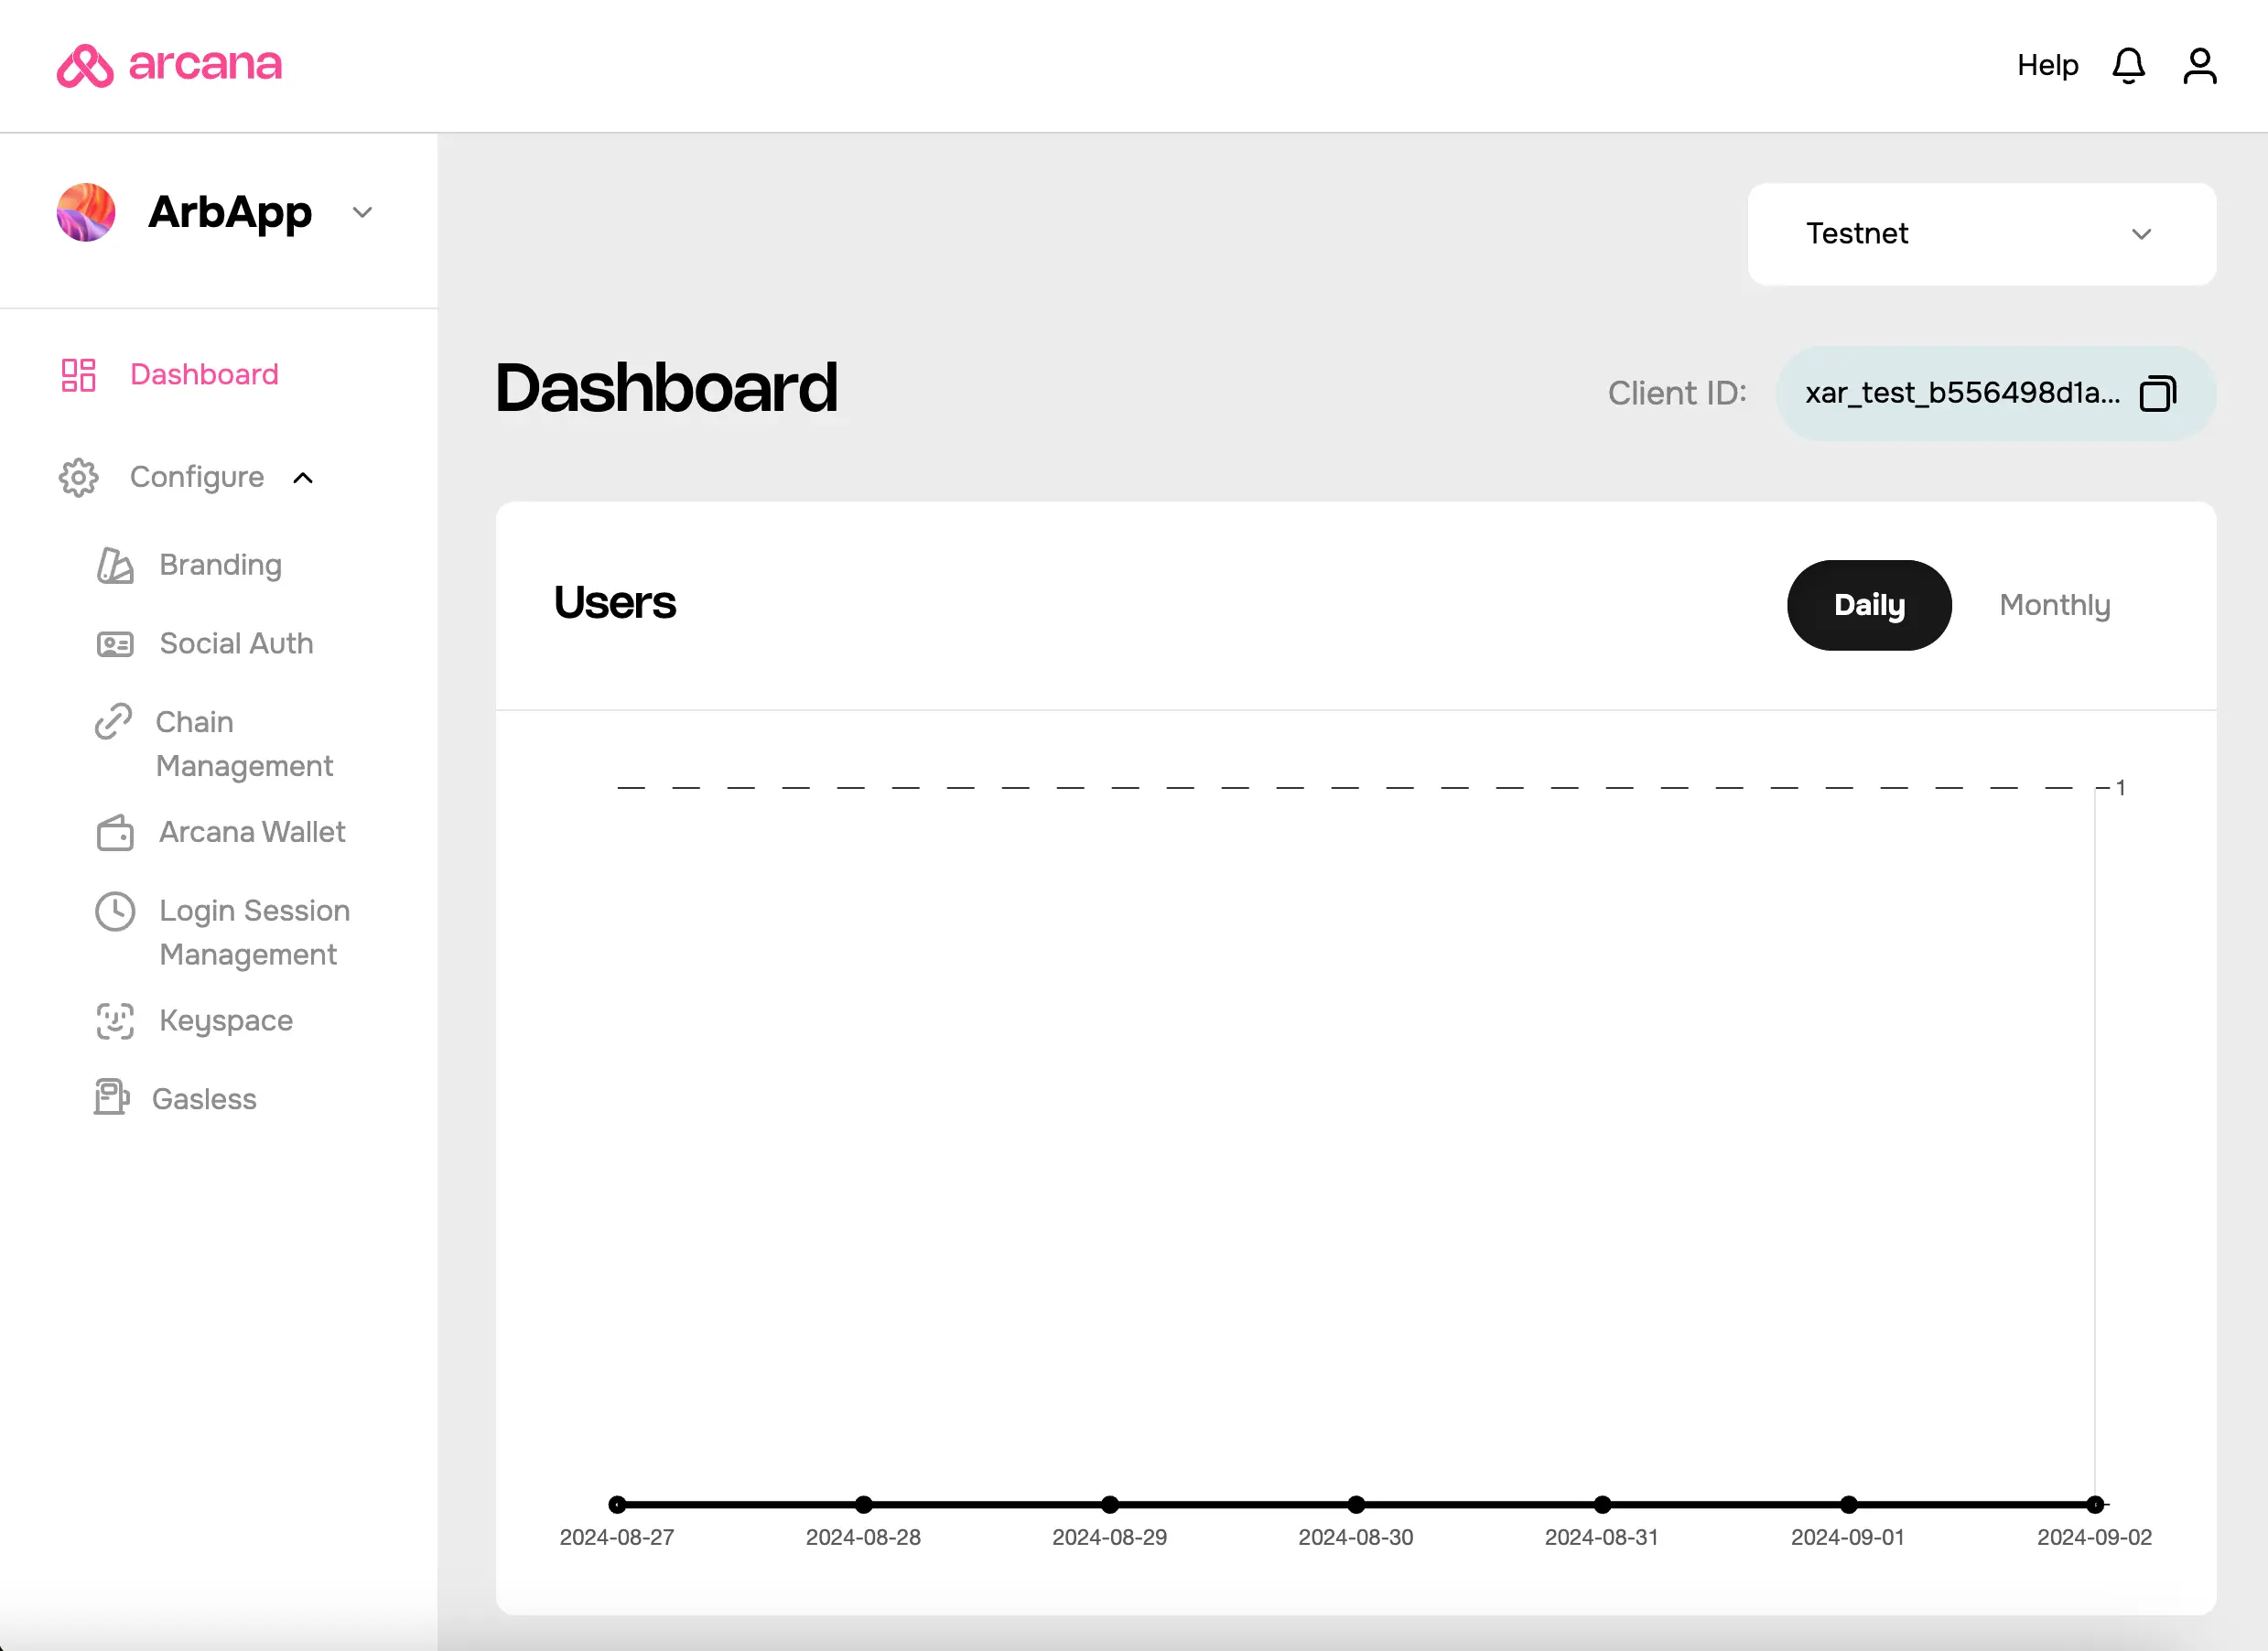 arcana
Help
ArbApp
Testnet
Dashboard
Configure
Branding
Social Auth
Chain
Management
Arcana Wallet
Login Session
Management
Keyspace
Gasless
Dashboard
Client ID: xar_test_b556498d1a...
Users
Daily Monthly
1
2024-08-27 2024-08-28 2024-08-29 2024-08-30 2024-08-31 2024-09-01 2024-09-02